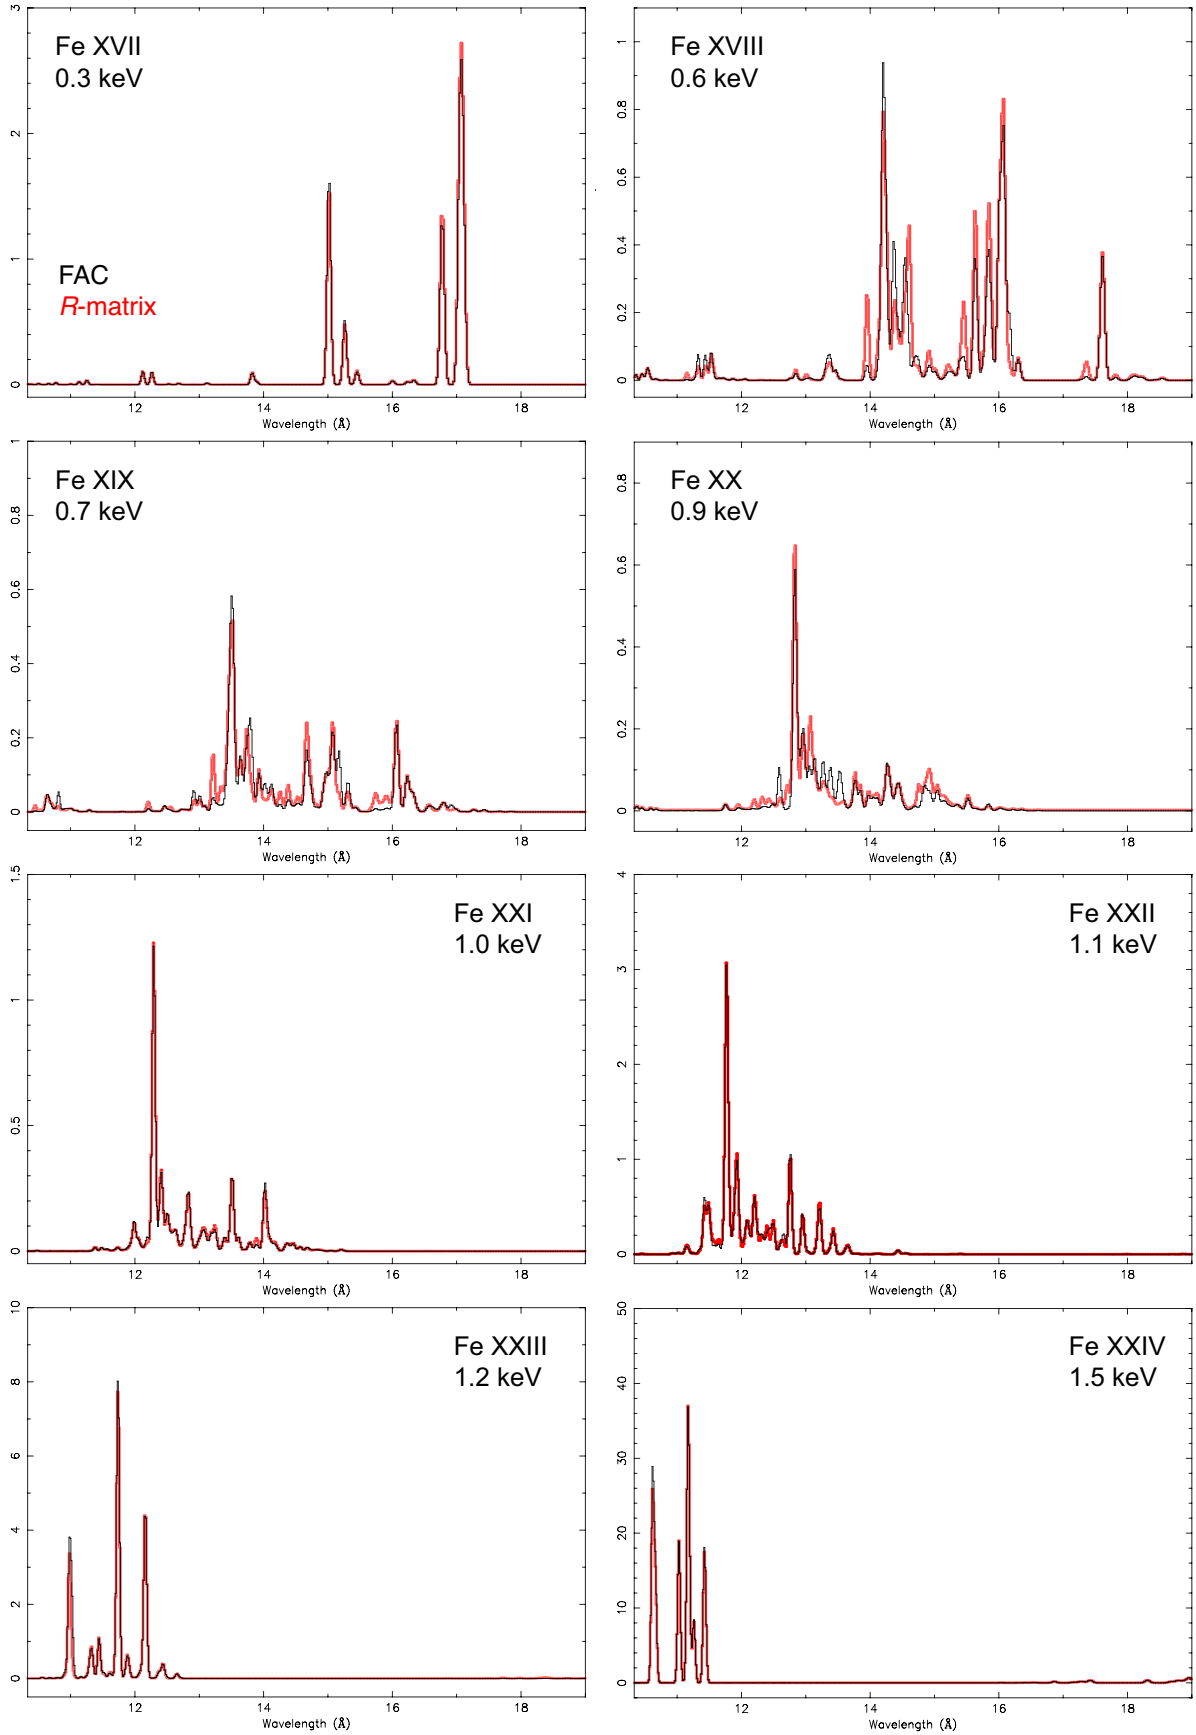 Fe XVII
0.3 keV
FAC
R-matrix
0
1
2
3
12
14
16
18
Wavelength (Å)
Fe XVIII
0.6 keV
0
0.2
0.4
0.6
0.8
1
12
14
16
18
Wavelength (Å)
Fe XIX
0.7 keV
0
0.2
0.4
0.6
0.8
1
12
14
16
18
Wavelength (Å)
Fe XX
0.9 keV
0
0.2
0.4
0.6
0.8
12
14
16
18
Wavelength (Å)
Fe XXI
1.0 keV
0
0.5
1
1.5
12
14
16
18
Wavelength (Å)
Fe XXII
1.1 keV
0
1
2
3
4
12
14
16
18
Wavelength (Å)
Fe XXIII
1.2 keV
0
2
4
6
8
10
12
14
16
18
Wavelength (Å)
Fe XXIV
1.5 keV
0
10
20
30
40
50
12
14
16
18
Wavelength (Å)